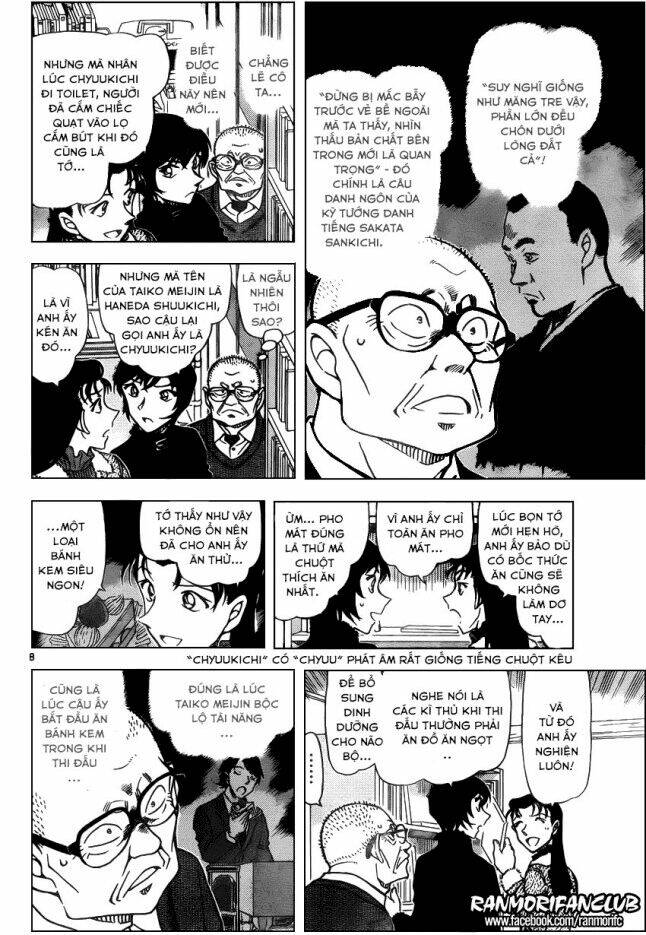 "SUY NGHĨ GIỐNG
NHƯ MĂNG TRE VẬY,
PHẦN LỚN ĐỀU
CHÔN DƯỚI
LÒNG ĐẤT
CẢ"!
"ĐỪNG BỊ MẮC BẪY
TRƯỚC VẺ BỀ NGOÀI
MÀ TA THẤY, NHÌN
THẤU BẢN CHẤT BÊN
TRONG MỚI LÀ QUAN
TRỌNG" - ĐÓ
CHÍNH LÀ CÂU
DANH NGÔN CỦA
KỲ TƯỚNG DANH
TIẾNG SAKATA
SANKICHI.
CHẲNG
LẼ CÔ
TA...
BIẾT
ĐƯỢC
ĐIỀU
NÀY NÊN
MỚI...
NHƯNG MÀ NHÂN
LÚC CHYUUKICHI
ĐI TOILET, NGƯỜI
ĐÃ CẮM CHIẾC
QUẠT VÀO LỌ
CẮM BÚT KHI ĐÓ
CŨNG LÀ
TỚ...
LÀ NGẪU
NHIÊN
THÔI
SAO?
NHƯNG MÀ TÊN
CỦA TAIKO MEIJIN LÀ
HANEDA SHUUKICHI,
SAO CẬU LẠI
GỌI ANH ẤY LÀ
CHYUUKICHI?
LÀ VÌ
ANH ẤY
KÉN ĂN
ĐÓ...
LÚC BỌN TỚ
MỚI HẸN HÒ,
ANH ẤY BẢO DÙ
CÓ BỐC THỨC
ĂN CŨNG SẼ
KHÔNG
LÀM DƠ
TAY...
VÌ ANH ẤY CHỈ
TOÀN ĂN PHO
MÁT...
ỪM... PHO
MÁT ĐÚNG
LÀ THỨ MÀ
CHUỘT
THÍCH ĂN
NHẤT.
TỚ THẤY NHƯ VẬY
KHÔNG ỔN NÊN
ĐÃ CHO ANH ẤY
ĂN THỬ...
...MỘT
LOẠI
BÁNH
KEM SIÊU
NGON!
8
"CHYUUKICHI" CÓ "CHYUU" PHÁT ÂM RẤT GIỐNG TIẾNG CHUỘT KÊU
VÀ
TỪ ĐÓ
ANH ẤY
NGHIỆN
LUÔN!
NGHE NÓI LÀ
CÁC KÌ THỦ KHI THI
ĐẤU THƯỜNG PHẢI
ĂN ĐỒ ĂN NGỌT
...
ĐỂ BỔ
SUNG
DINH
DƯỠNG
CHO NÃO
BỘ...
......
ĐÚNG LÀ LÚC
TAIKO MEIJIN BỘC
LỘ TÀI NĂNG
...
CŨNG LÀ
LÚC CẬU ẤY
BẮT ĐẦU ĂN
BÁNH KEM
TRONG KHI
THI ĐẤU
...
RANMORIFANCLUB
www.facebook.com/ranmorifc